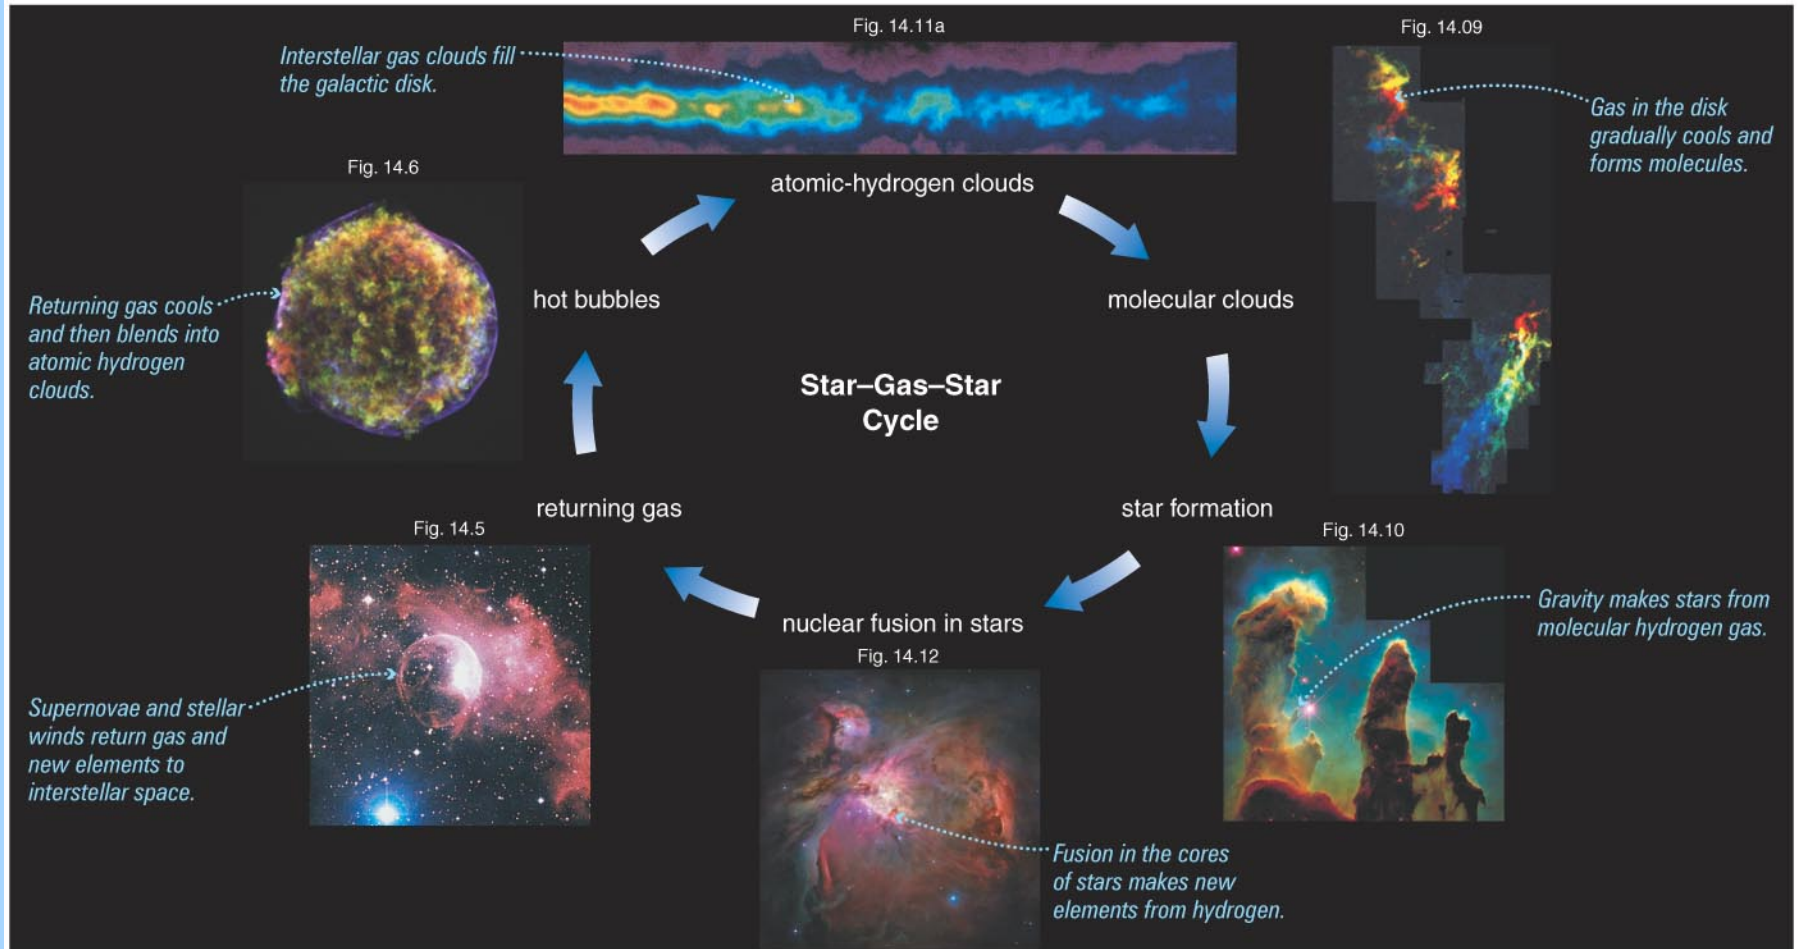 Fig. 14.11a
Interstellar gas clouds fill
the galactic disk.
atomic-hydrogen clouds
Fig. 14.09
Gas in the disk
gradually cools and
forms molecules.
molecular clouds
Fig. 14.6
hot bubbles
Returning gas cools
and then blends into
atomic hydrogen
clouds.
Star–Gas–Star
Cycle
star formation
Fig. 14.10
Gravity makes stars from
molecular hydrogen gas.
nuclear fusion in stars
Fig. 14.12
Fusion in the cores
of stars makes new
elements from hydrogen.
returning gas
Fig. 14.5
Supernovae and stellar
winds return gas and
new elements to
interstellar space.